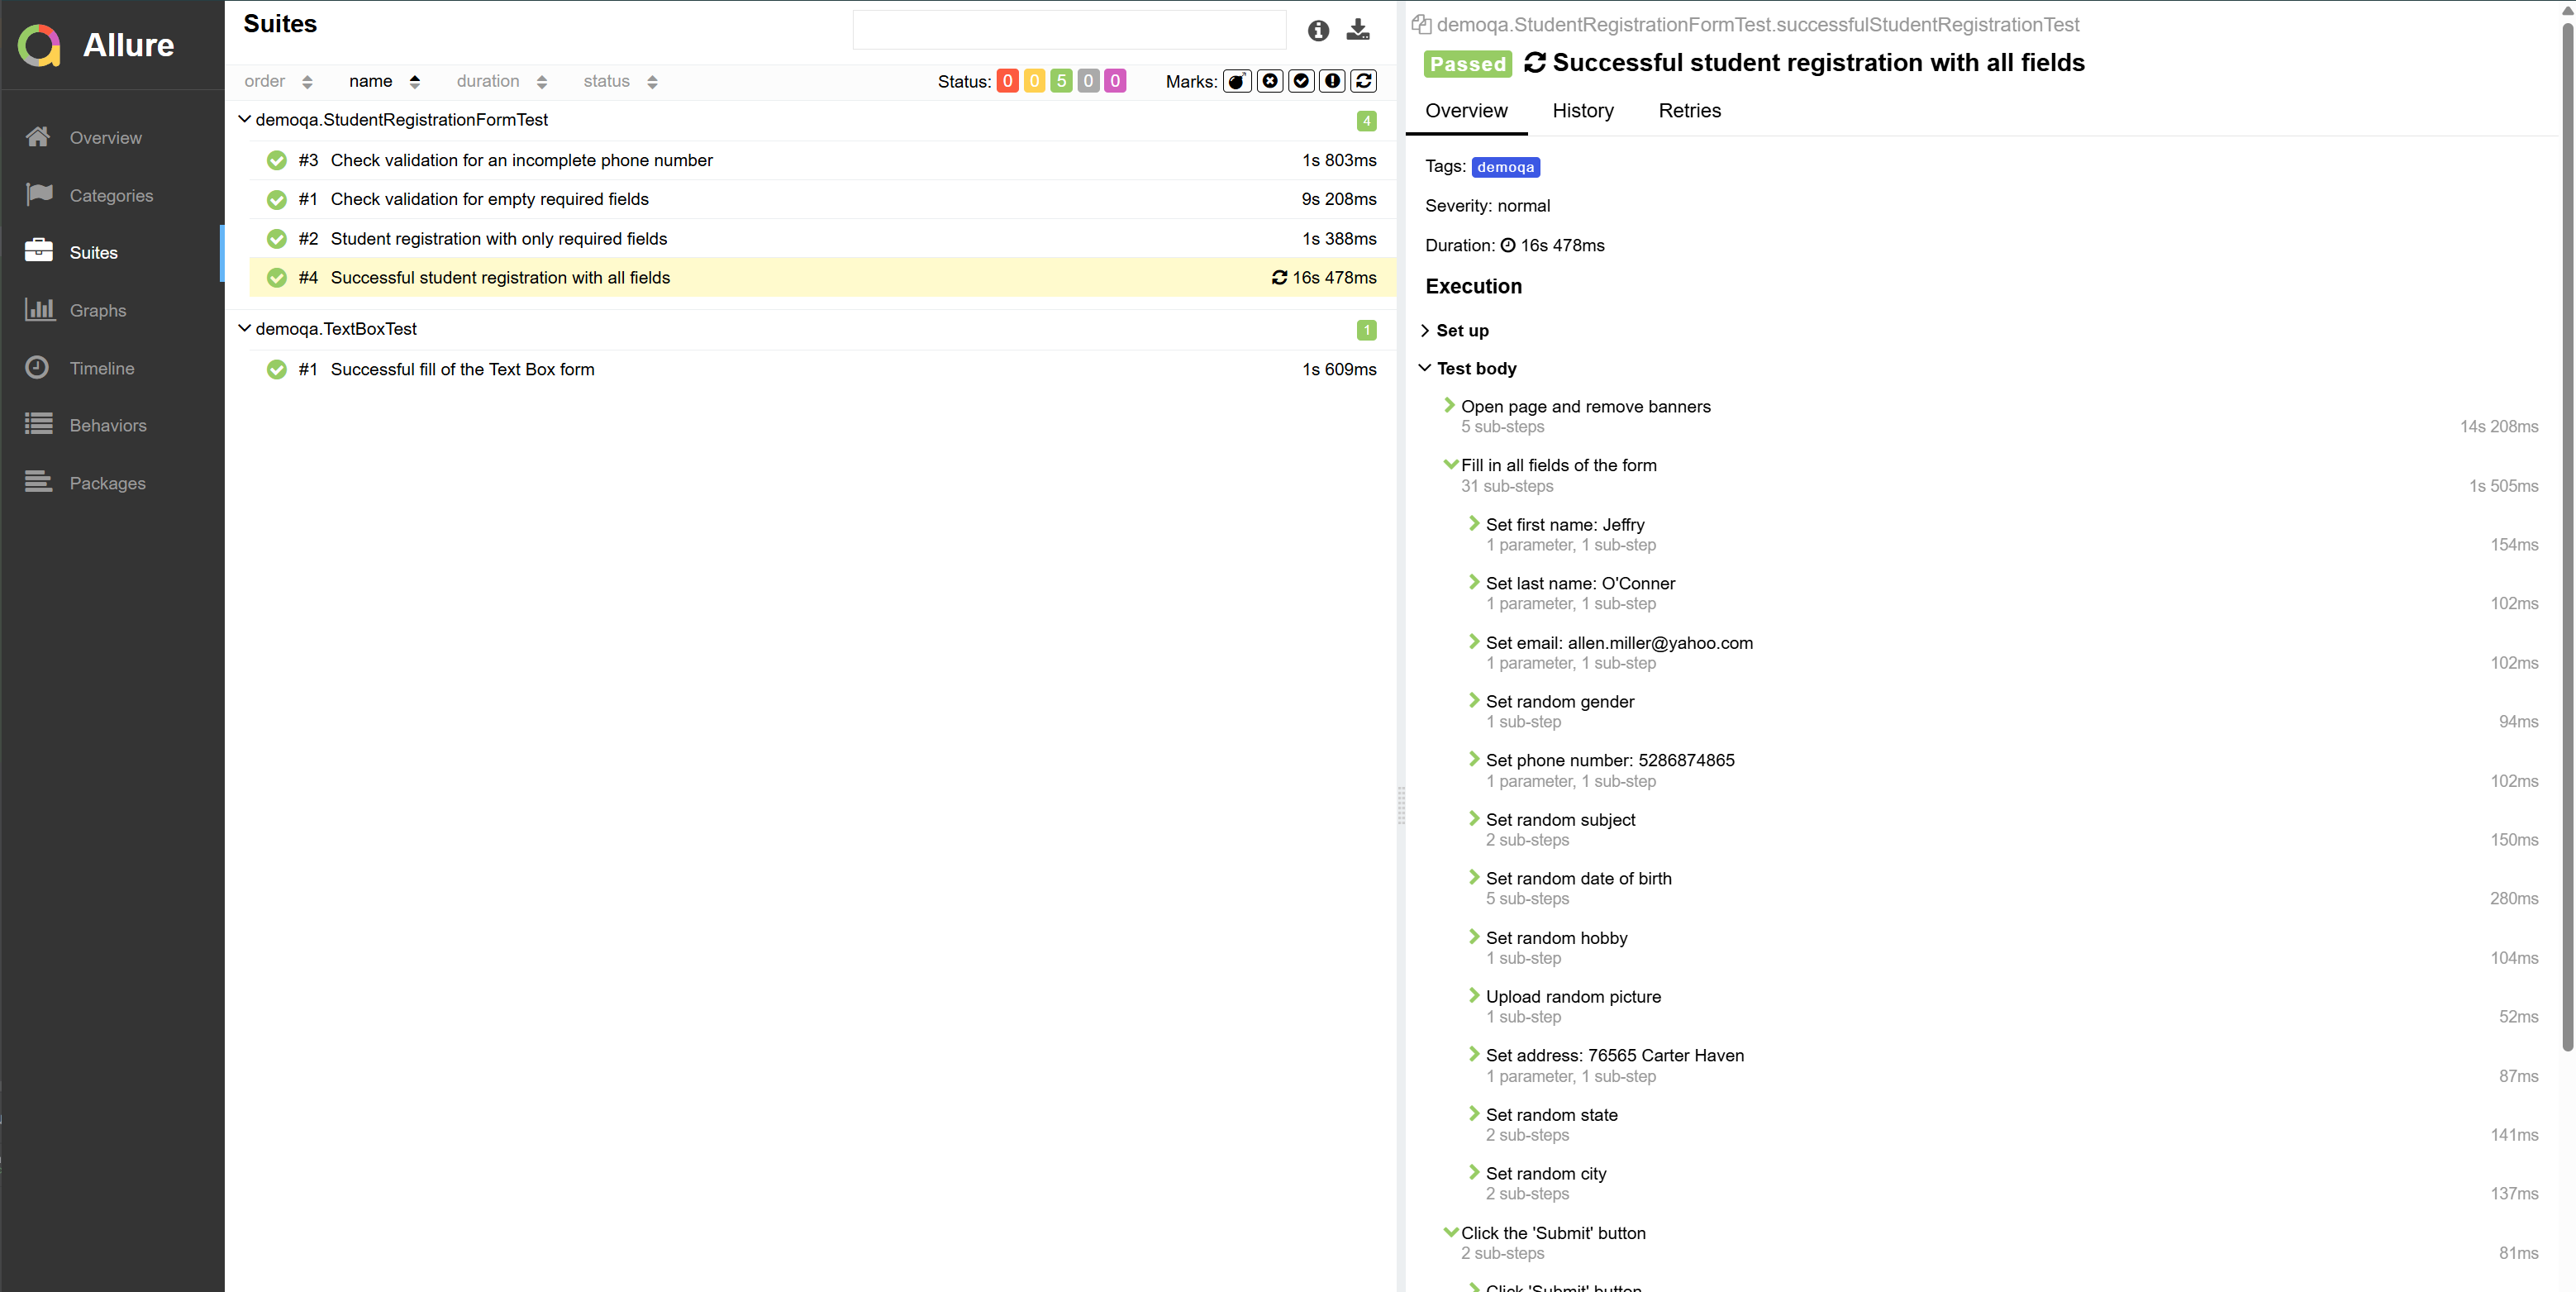 Allure
Overview
Categories
Suites
Graphs
Timeline
Behaviors
Packages
Suites
order name duration status Status: 0 0 5 0 0 Marks:
demoqa.StudentRegistrationFormTest 4
#3 Check validation for an incomplete phone number 1s 803ms
#1 Check validation for empty required fields 9s 208ms
#2 Student registration with only required fields 1s 388ms
#4 Successful student registration with all fields 16s 478ms
demoqa.TextBoxTest 1
#1 Successful fill of the Text Box form 1s 609ms
demoqa.StudentRegistrationFormTest.successfulStudentRegistrationTest
Passed Successful student registration with all fields
Overview History Retries
Tags: demoqa
Severity: normal
Duration: 16s 478ms
Execution
Set up
Test body
Open page and remove banners
5 sub-steps 14s 208ms
Fill in all fields of the form
31 sub-steps 1s 505ms
Set first name: Jeffry
1 parameter, 1 sub-step 154ms
Set last name: O'Conner
1 parameter, 1 sub-step 102ms
Set email: allen.miller@yahoo.com
1 parameter, 1 sub-step 102ms
Set random gender
1 sub-step 94ms
Set phone number: 5286874865
1 parameter, 1 sub-step 102ms
Set random subject
2 sub-steps 150ms
Set random date of birth
5 sub-steps 280ms
Set random hobby
1 sub-step 104ms
Upload random picture
1 sub-step 52ms
Set address: 76565 Carter Haven
1 parameter, 1 sub-step 87ms
Set random state
2 sub-steps 141ms
Set random city
2 sub-steps 137ms
Click the 'Submit' button
2 sub-steps 81ms
Click 'Submit' button